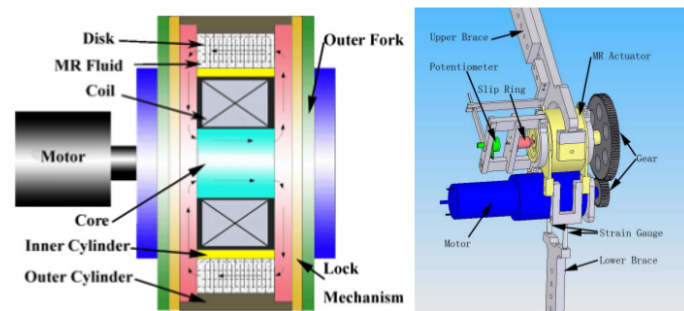 Disk
MR Fluid
Coil
Motor
Core
Inner Cylinder
Outer Cylinder
Outer Fork
Lock
Mechanism
Upper Brace
Potentiometer
Slip Ring
MR Actuator
Gear
Motor
Strain Gauge
Lower Brace